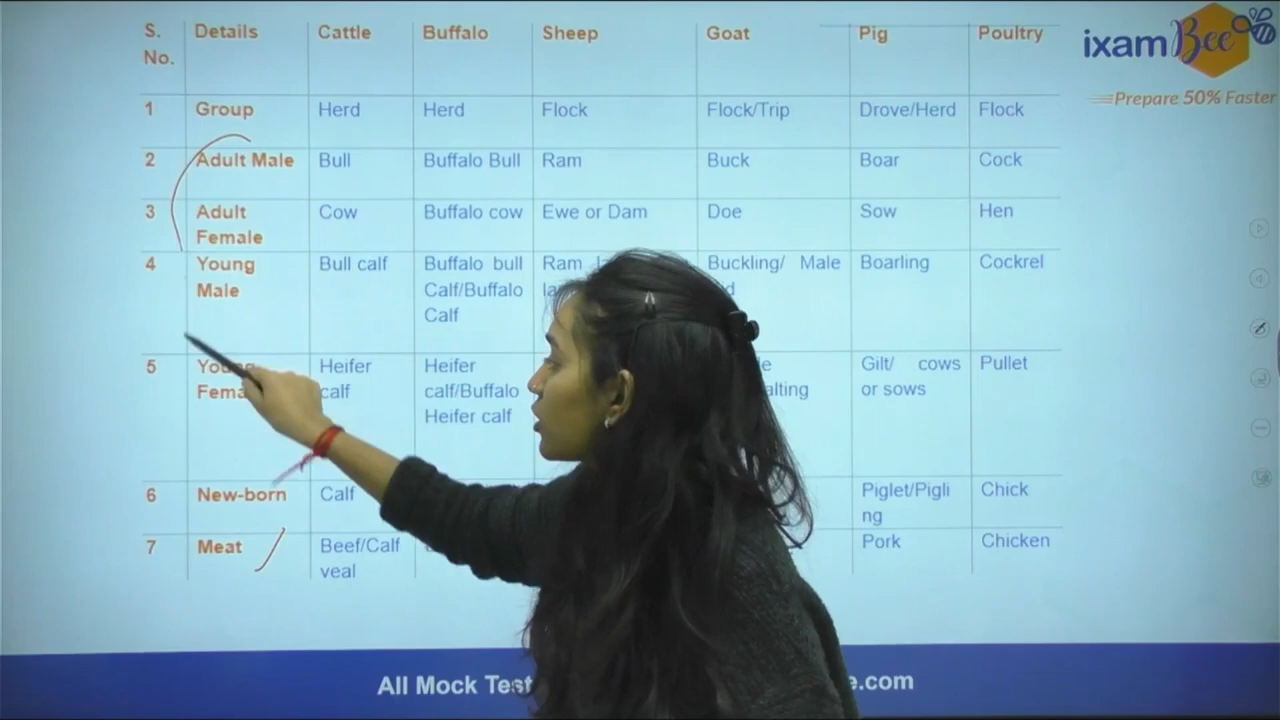 S. No. Details Cattle Buffalo Sheep Goat Pig Poultry
ixamBee
Prepare 50% Faster
1 Group Herd Herd Flock Flock/Trip Drove/Herd Flock
2 Adult Male Bull Buffalo Bull Ram Buck Boar Cock
3 Adult Female Cow Buffalo cow Ewe or Dam Doe Sow Hen
4 Young Male Bull calf Buffalo bull Calf/Buffalo Calf Ram Buckling/ Male Boarling Cockrel
5 Heifer calf Heifer calf/Buffalo Heifer calf Gilt/ cows or sows Pullet
6 New-born Calf Piglet/Pigling Chick
7 Meat Beef/Calf veal Pork Chicken
All Mock .com